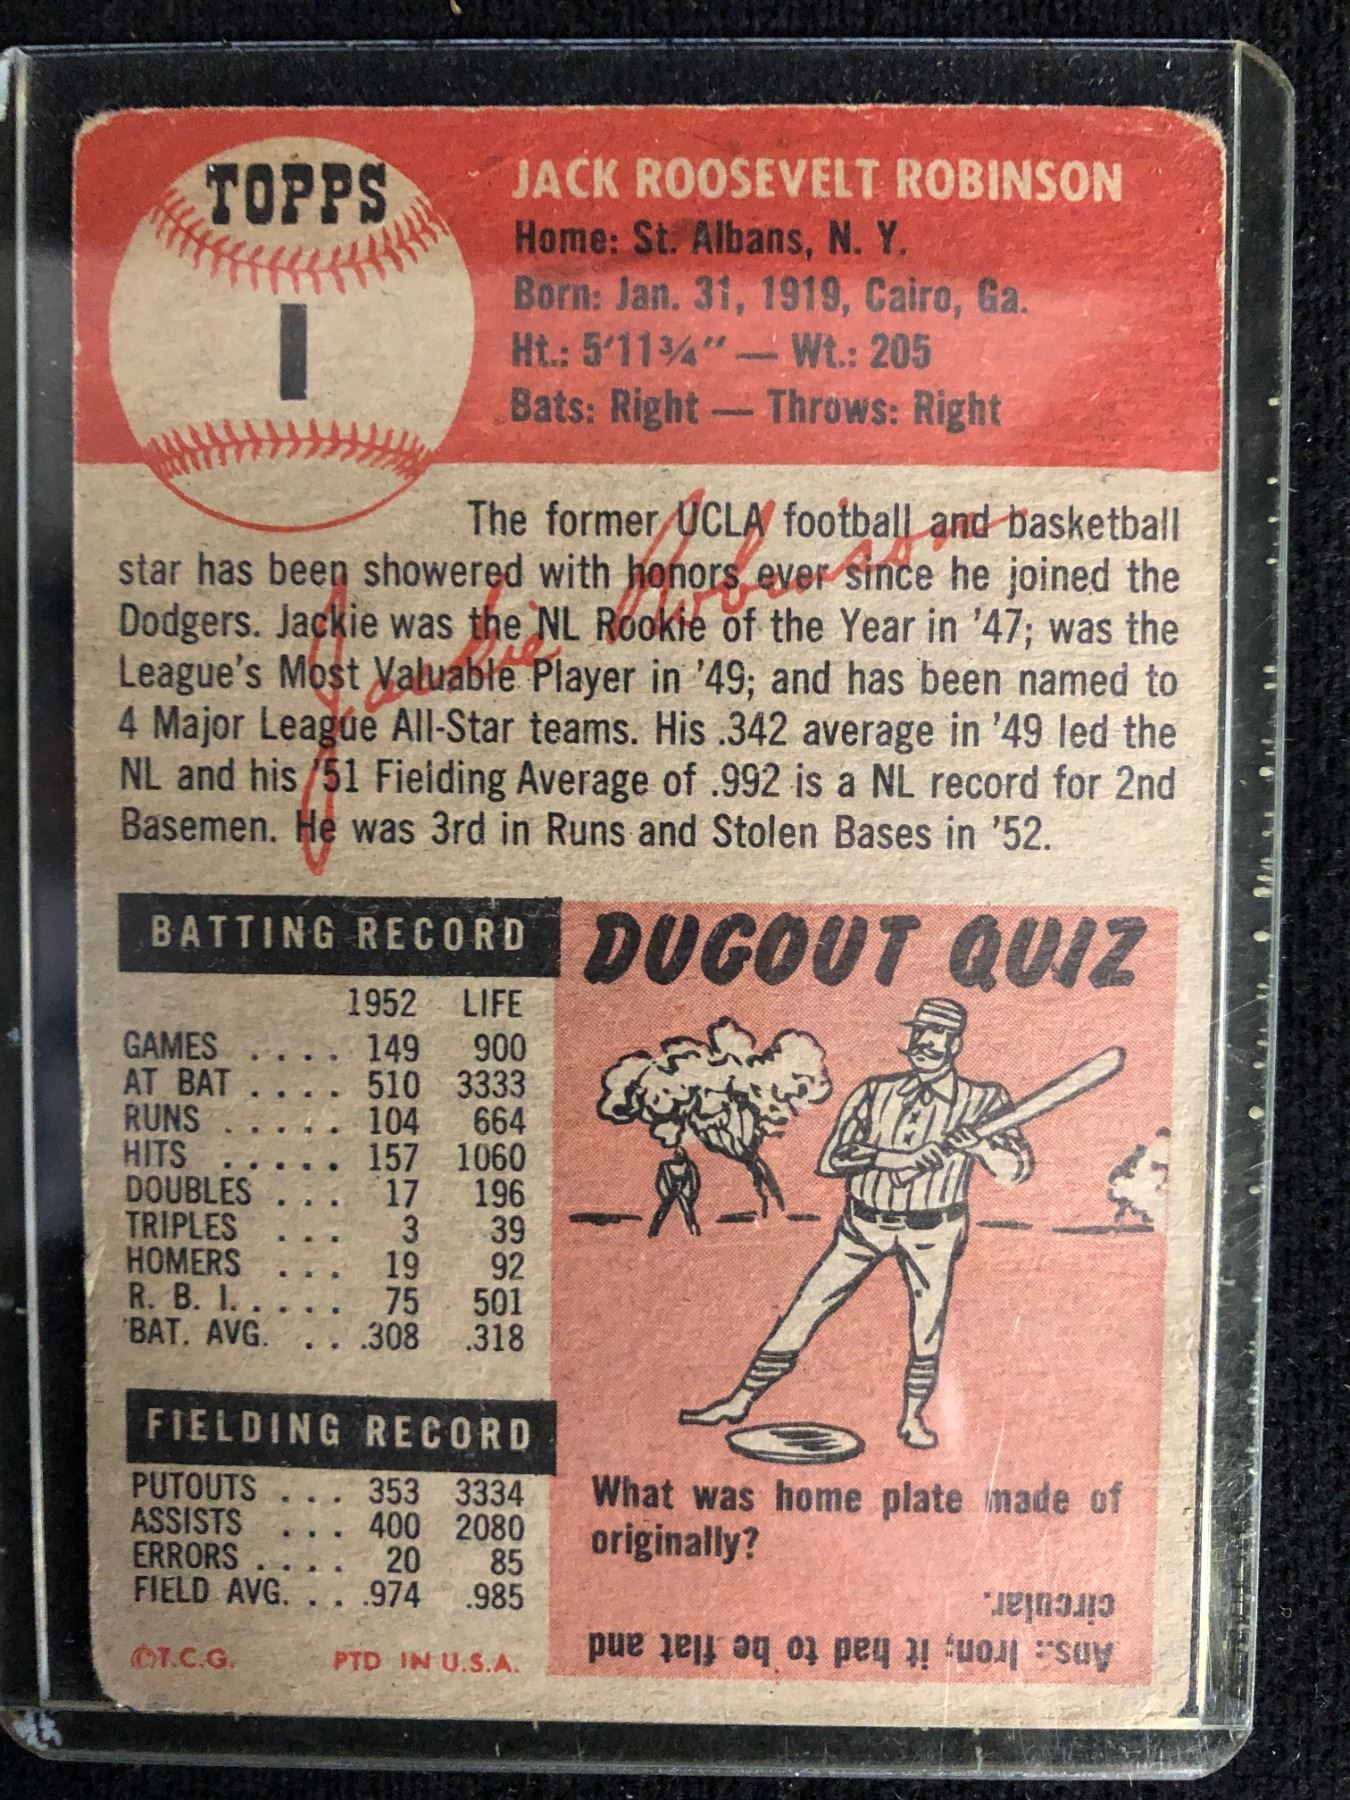 TOPPS
1
JACK ROOSEVELT ROBINSON
Home: St. Albans, N. Y.
Born: Jan. 31, 1919, Cairo, Ga.
Ht.: 5'11¾" — Wt.: 205
Bats: Right — Throws: Right
The former UCLA football and basketball
star has been showered with honors ever since he joined the
Dodgers. Jackie was the NL Rookie of the Year in '47; was the
League's Most Valuable Player in '49; and has been named to
4 Major League All-Star teams. His .342 average in '49 led the
NL and his '51 Fielding Average of .992 is a NL record for 2nd
Basemen. He was 3rd in Runs and Stolen Bases in '52.
Jackie Robinson
BATTING RECORD
1952 LIFE
GAMES .... 149 900
AT BAT .... 510 3333
RUNS ..... 104 664
HITS ..... 157 1060
DOUBLES ... 17 196
TRIPLES ... 3 39
HOMERS ... 19 92
R. B. I. .... 75 501
BAT. AVG. .. .308 .318
FIELDING RECORD
PUTOUTS ... 353 3334
ASSISTS ... 400 2080
ERRORS .... 20 85
FIELD AVG. .. .974 .985
©T.C.G. PTD IN U.S.A.
DUGOUT QUIZ
What was home plate made of
originally?
Ans.: Iron; it had to be flat and
circular.